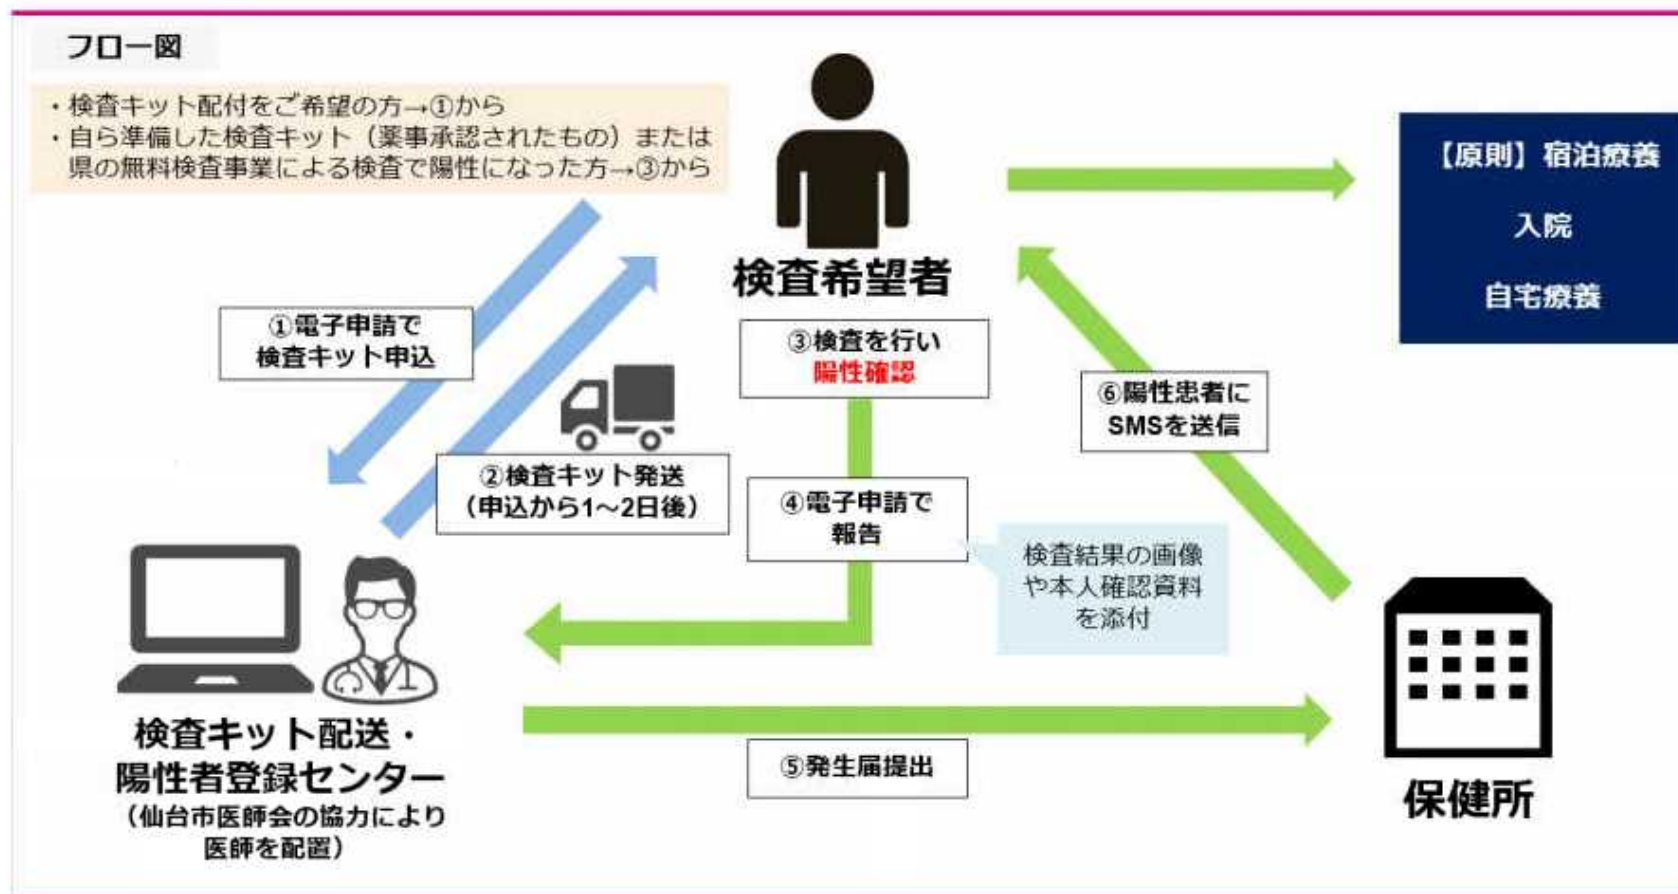 フロー図
・検査キット配付をご希望の方→①から
・自ら準備した検査キット（薬事承認されたもの）または
県の無料検査事業による検査で陽性になった方→③から
検査希望者
【原則】宿泊療養
入院
自宅療養
①電子申請で
検査キット申込
②検査キット発送
（申込から1～2日後）
③検査を行い
陽性確認
④電子申請で
報告
検査結果の画像
や本人確認資料
を添付
⑥陽性患者に
SMSを送信
⑤発生届提出
検査キット配送・
陽性者登録センター
（仙台市医師会の協力により
医師を配置）
保健所